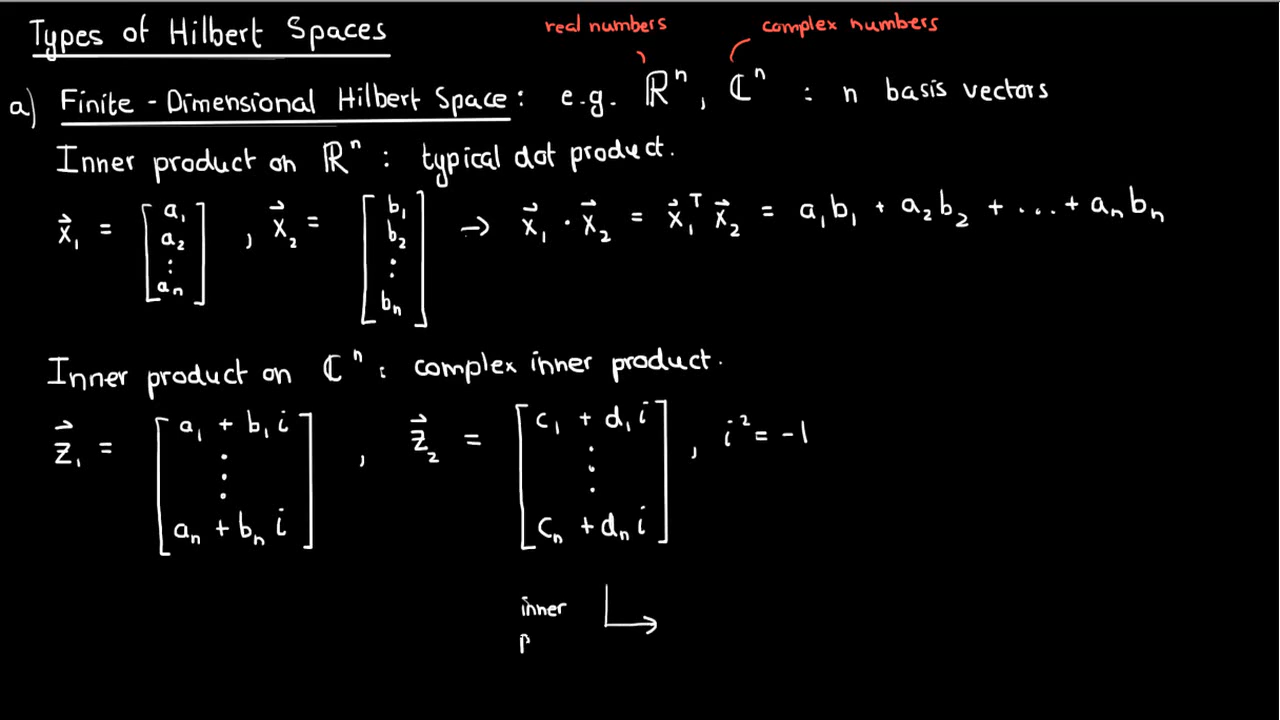 Types of Hilbert Spaces
real numbers
complex numbers
a) Finite-Dimensional Hilbert Space: e.g. ℝⁿ, ℂⁿ : n basis vectors
Inner product on ℝⁿ : typical dot product.
x⃗₁ = [a₁ a₂ ⋮ aₙ], x⃗₂ = [b₁ b₂ ⋮ bₙ] → x⃗₁ · x⃗₂ = x⃗₁ᵀ x⃗₂ = a₁b₁ + a₂b₂ + ... + aₙbₙ
Inner product on ℂⁿ : complex inner product.
z⃗₁ = [a₁ + b₁i ⋮ aₙ + bₙi], z⃗₂ = [c₁ + d₁i ⋮ cₙ + dₙi], i² = -1
inner
p